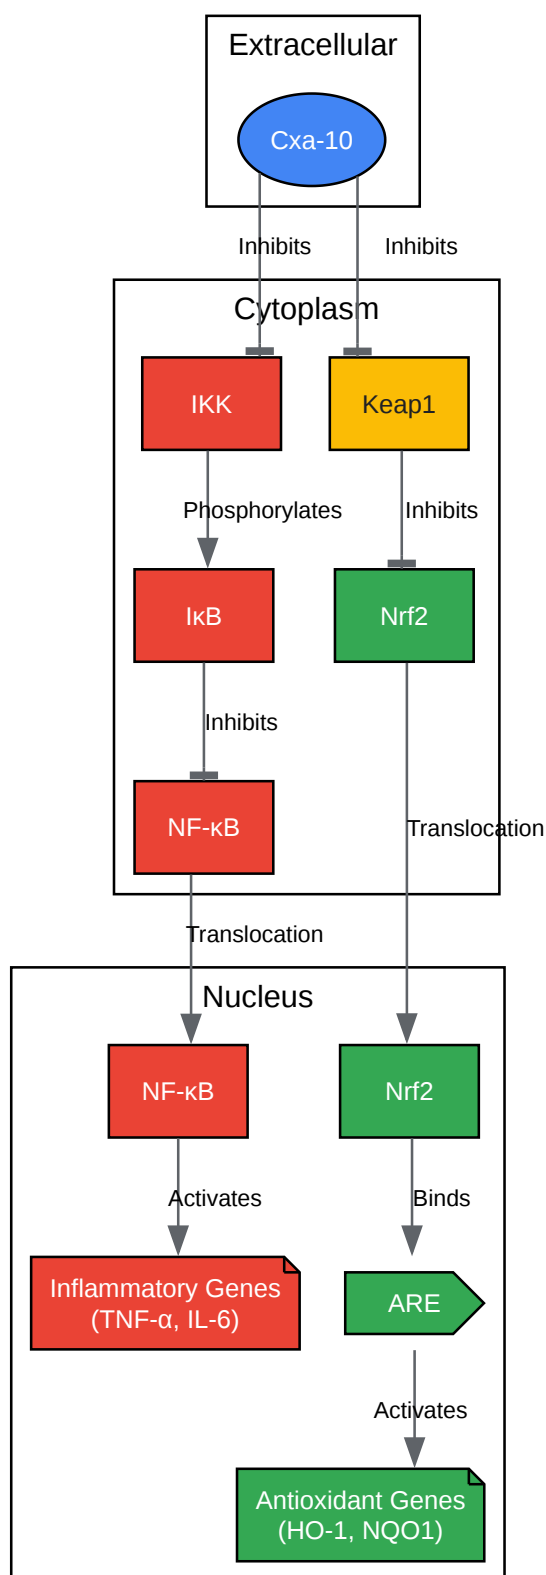 Extracellular
Cxa-10
Inhibits
Inhibits
Cytoplasm
IKK
Keap1
Phosphorylates
Inhibits
IκB
Nrf2
Inhibits
NF-κB
Translocation
Translocation
Nucleus
NF-κB
Nrf2
Activates
Binds
Inflammatory Genes
(TNF-α, IL-6)
ARE
Activates
Antioxidant Genes
(HO-1, NQO1)